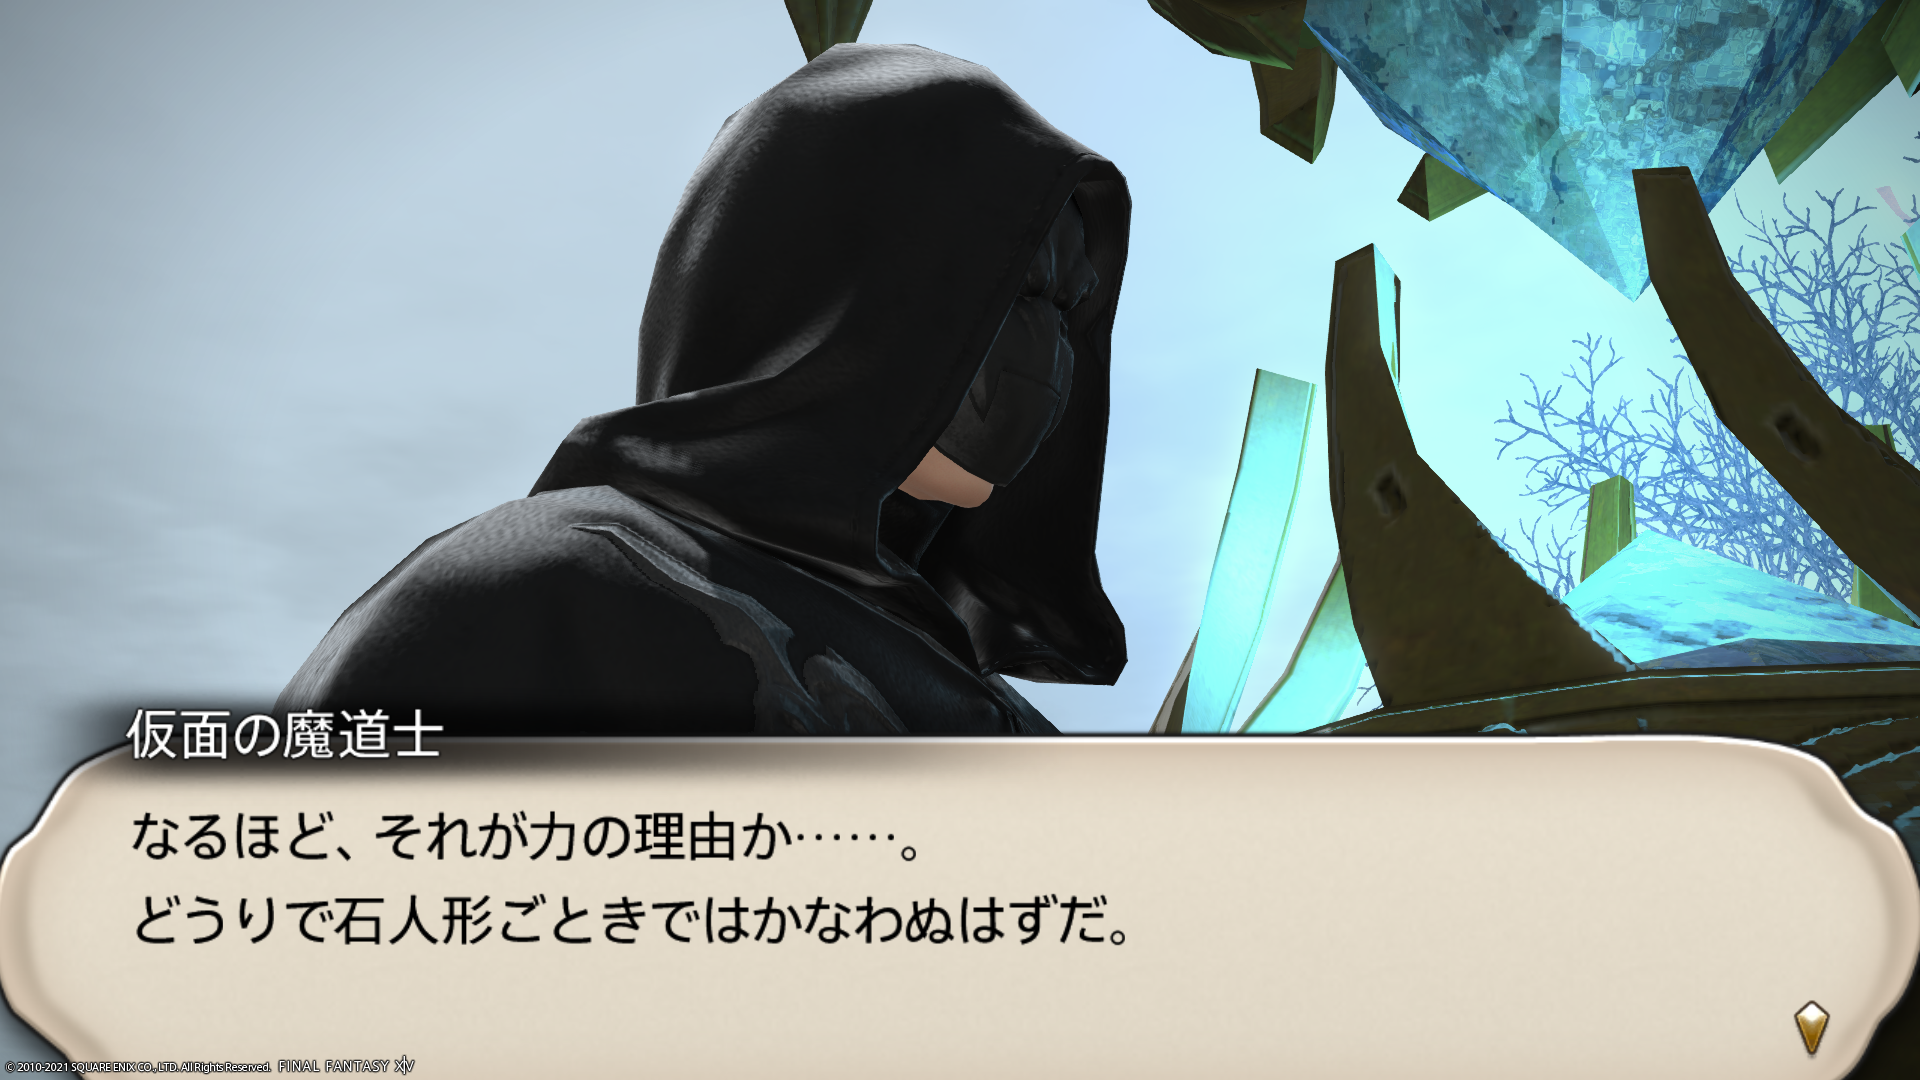 仮面の魔道士
なるほど、それが力の理由か……。
どうりで石人形ごときではかなわぬはずだ。
© 2010-2021 SQUARE ENIX CO., LTD. All Rights Reserved. FINAL FANTASY XIV